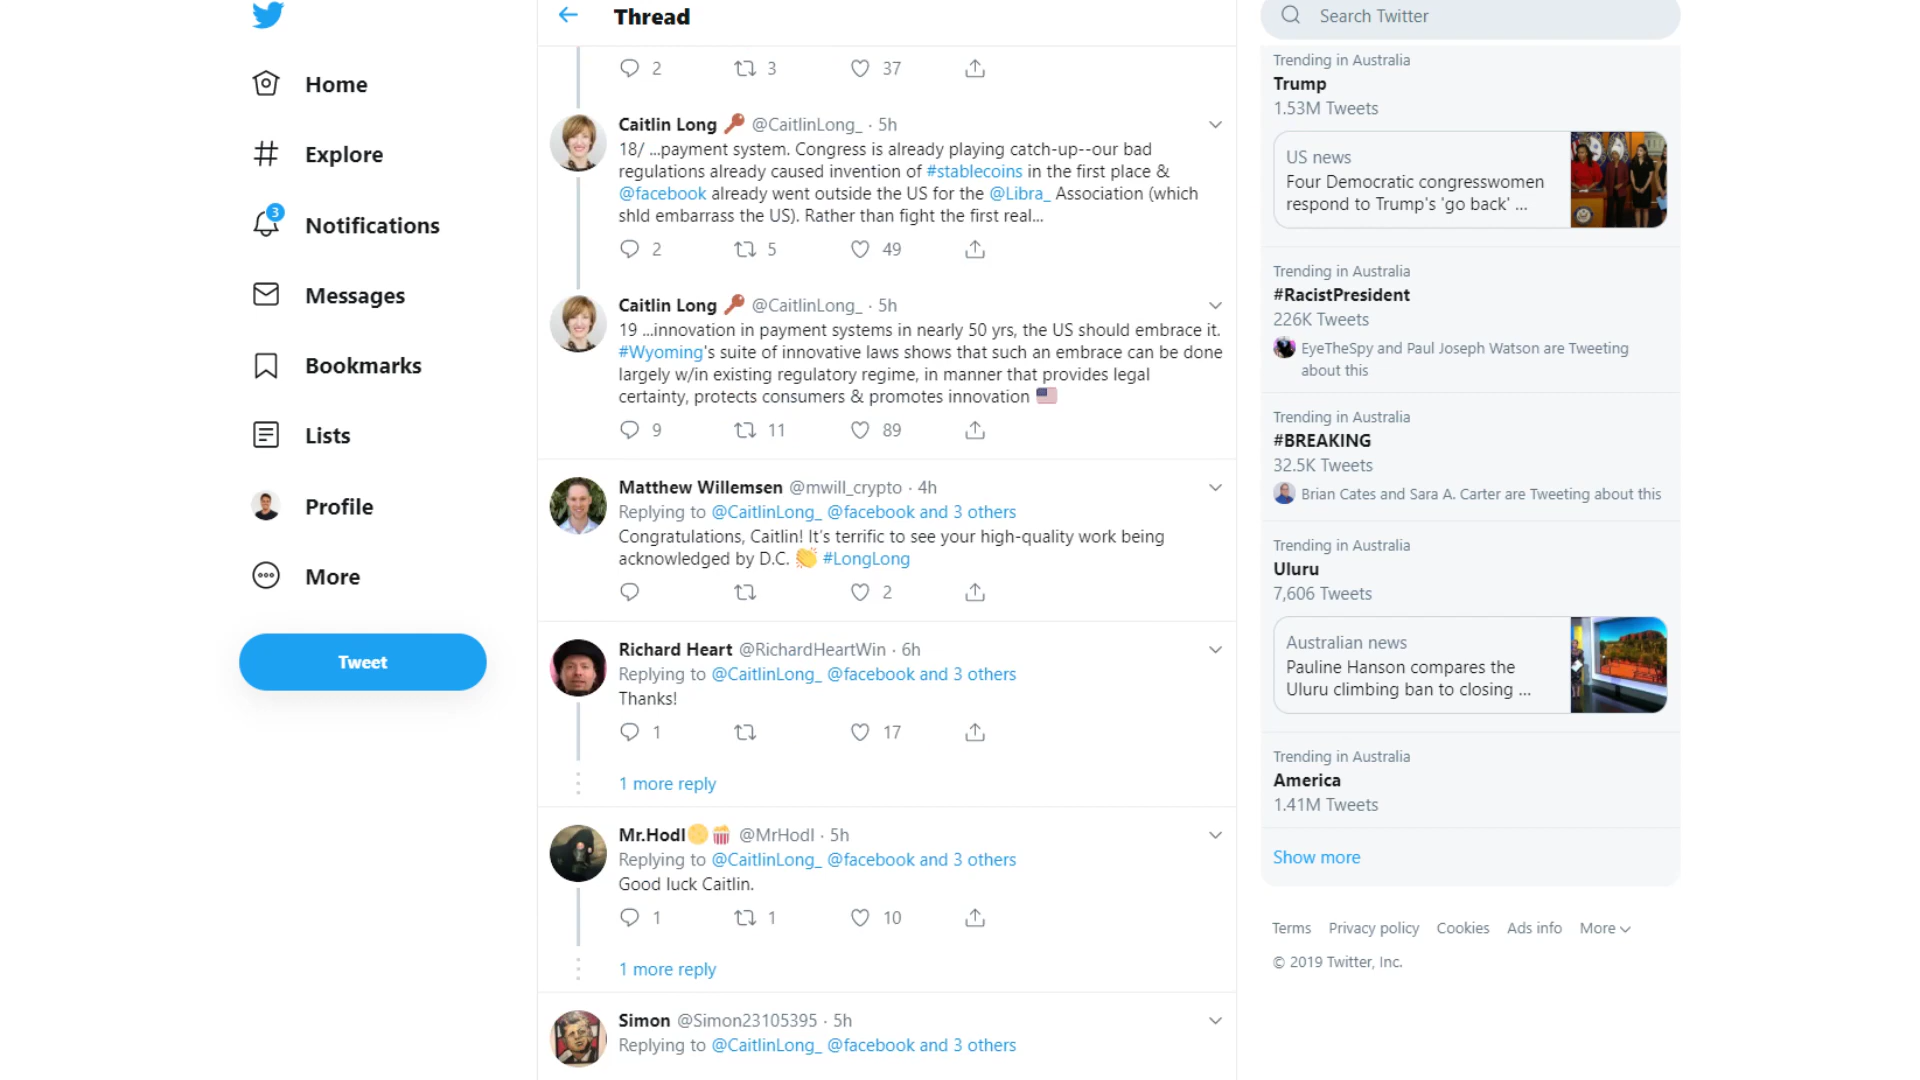 Home
Explore
3
Notifications
Messages
Bookmarks
Lists
Profile
More
Tweet
Thread
2 3 37
Caitlin Long @CaitlinLong_ · 5h
18/ ...payment system. Congress is already playing catch-up--our bad
regulations already caused invention of #stablecoins in the first place &
@facebook already went outside the US for the @Libra_ Association (which
shld embarrass the US). Rather than fight the first real...
2 5 49
Caitlin Long @CaitlinLong_ · 5h
19 ...innovation in payment systems in nearly 50 yrs, the US should embrace it.
#Wyoming's suite of innovative laws shows that such an embrace can be done
largely w/in existing regulatory regime, in manner that provides legal
certainty, protects consumers & promotes innovation
9 11 89
Matthew Willemsen @mwill_crypto · 4h
Replying to @CaitlinLong_ @facebook and 3 others
Congratulations, Caitlin! It's terrific to see your high-quality work being
acknowledged by D.C. #LongLong
2
Richard Heart @RichardHeartWin · 6h
Replying to @CaitlinLong_ @facebook and 3 others
Thanks!
1 17
1 more reply
Mr.Hodl @MrHodl · 5h
Replying to @CaitlinLong_ @facebook and 3 others
Good luck Caitlin.
1 1 10
1 more reply
Simon @Simon23105395 · 5h
Replying to @CaitlinLong_ @facebook and 3 others
Search Twitter
Trending in Australia
Trump
1.53M Tweets
US news
Four Democratic congresswomen
respond to Trump's 'go back' ...
Trending in Australia
#RacistPresident
226K Tweets
EyeTheSpy and Paul Joseph Watson are Tweeting
about this
Trending in Australia
#BREAKING
32.5K Tweets
Brian Cates and Sara A. Carter are Tweeting about this
Trending in Australia
Uluru
7,606 Tweets
Australian news
Pauline Hanson compares the
Uluru climbing ban to closing ...
Trending in Australia
America
1.41M Tweets
Show more
Terms Privacy policy Cookies Ads info More
© 2019 Twitter, Inc.